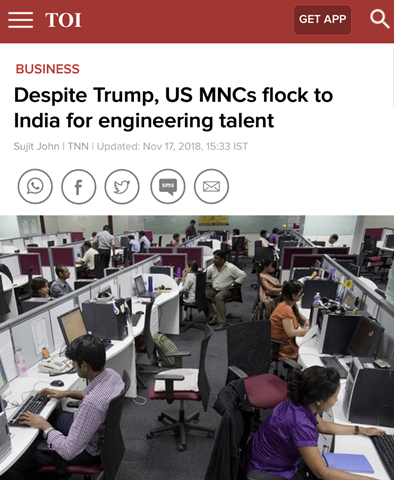 TOI
GET APP
BUSINESS
Despite Trump, US MNCs flock to
India for engineering talent
Sujit John | TNN | Updated: Nov 17, 2018, 15:33 IST
sms